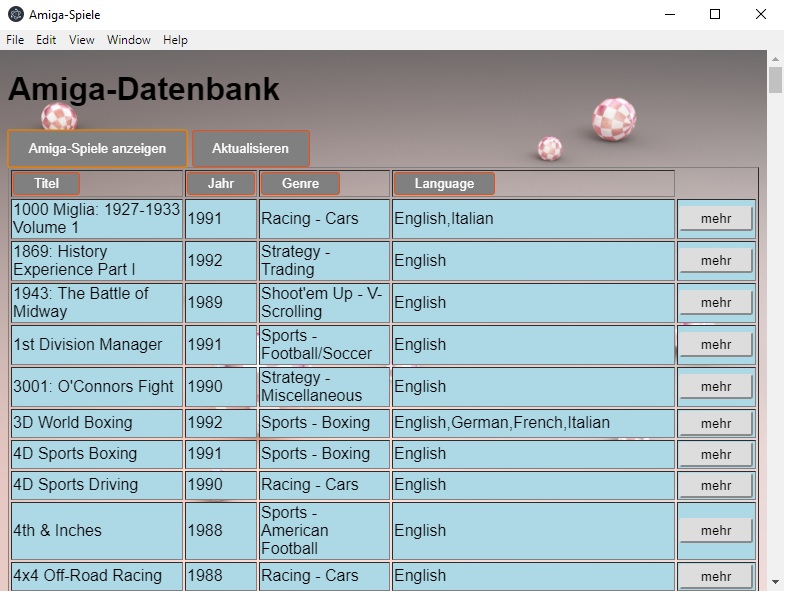 Amiga-Spiele
File Edit View Window Help
Amiga-Datenbank
Amiga-Spiele anzeigen Aktualisieren
Titel Jahr Genre Language
1000 Miglia: 1927-1933 Volume 1 1991 Racing - Cars English,Italian mehr
1869: History Experience Part I 1992 Strategy - Trading English mehr
1943: The Battle of Midway 1989 Shoot'em Up - V-Scrolling English mehr
1st Division Manager 1991 Sports - Football/Soccer English mehr
3001: O'Connors Fight 1990 Strategy - Miscellaneous English mehr
3D World Boxing 1992 Sports - Boxing English,German,French,Italian mehr
4D Sports Boxing 1991 Sports - Boxing English mehr
4D Sports Driving 1990 Racing - Cars English mehr
4th & Inches 1988 Sports - American Football English mehr
4x4 Off-Road Racing 1988 Racing - Cars English mehr